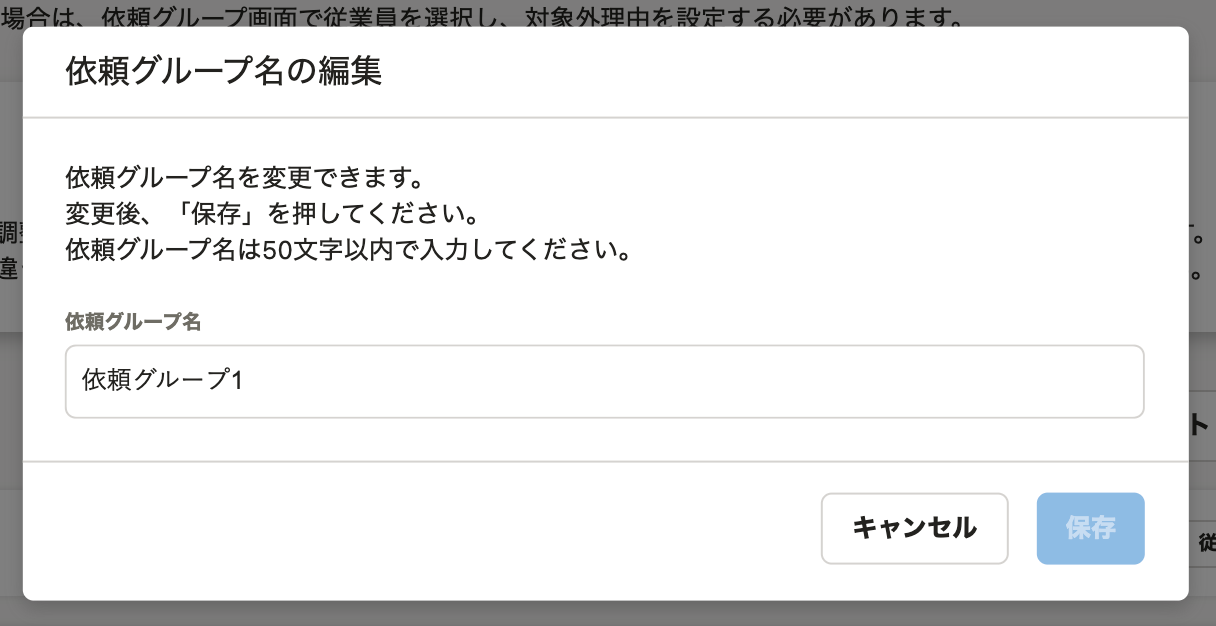 場合は、依頼グループ画面で従業員を選択し、対象外理由を設定する必要があります。
依頼グループ名の編集
依頼グループ名を変更できます。
変更後、「保存」を押してください。
依頼グループ名は50文字以内で入力してください。
調
す。
違
。
依頼グループ名
依頼グループ1
ト
キャンセル
保存
従